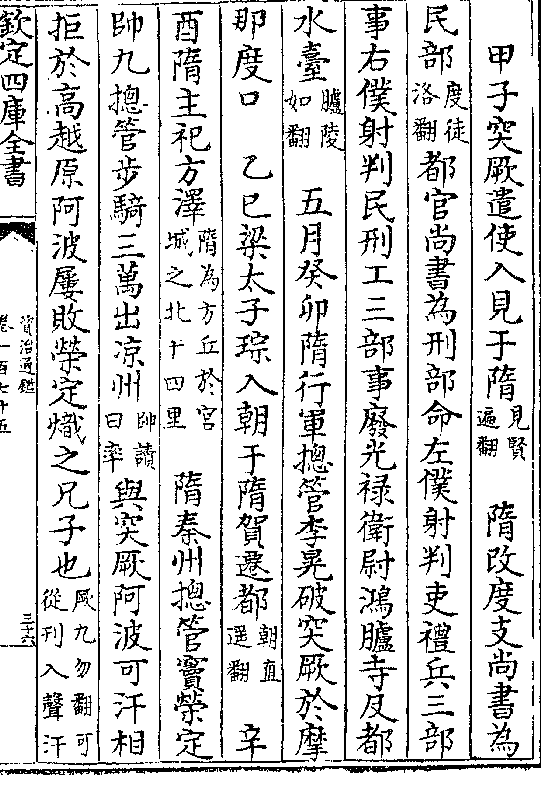 甲子突厥遣使入見于隋見賢遍翻 隋改度支尚書為
民部度徒洛翻都官尚書為刑部命左僕射判吏禮兵三部
事右僕射判民刑工三部事廢光祿衛尉鴻臚寺及都
水臺臚陵如翻 五月癸卯隋行軍摠管李晃破突厥於摩
那度口 乙巳梁太子琮入朝于隋賀遷都朝直遥翻 辛
酉隋主祀方澤隋為方丘於宮城之北十四里 隋秦州摠管竇榮定
帥九摠管步騎三萬出凉州帥讀曰率與突厥阿波可汗相
拒於高越原阿波屢敗榮定熾之兄子也厥九勿翻可從刋入聲汗
欽定四庫全書
資治通鑑
卷一百七十五
三十六